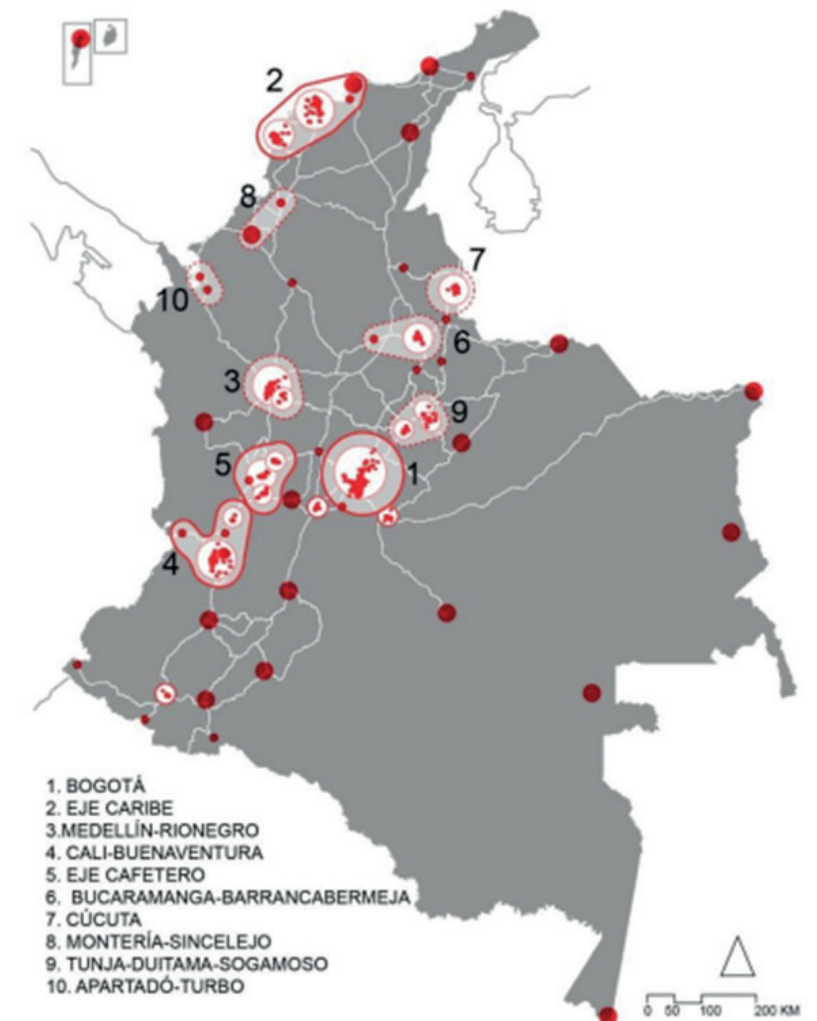 2
8
7
10
6
3
9
5
1
4
1. BOGOTÁ
2. EJE CARIBE
3.MEDELLÍN-RIONEGRO
4. CALI-BUENAVENTURA
5. EJE CAFETERO
6. BUCARAMANGA-BARRANCABERMEJA
7. CÚCUTA
8. MONTERÍA-SINCELEJO
9. TUNJA-DUITAMA-SOGAMOSO
10. APARTADÓ-TURBO
0 50 100 200 KM